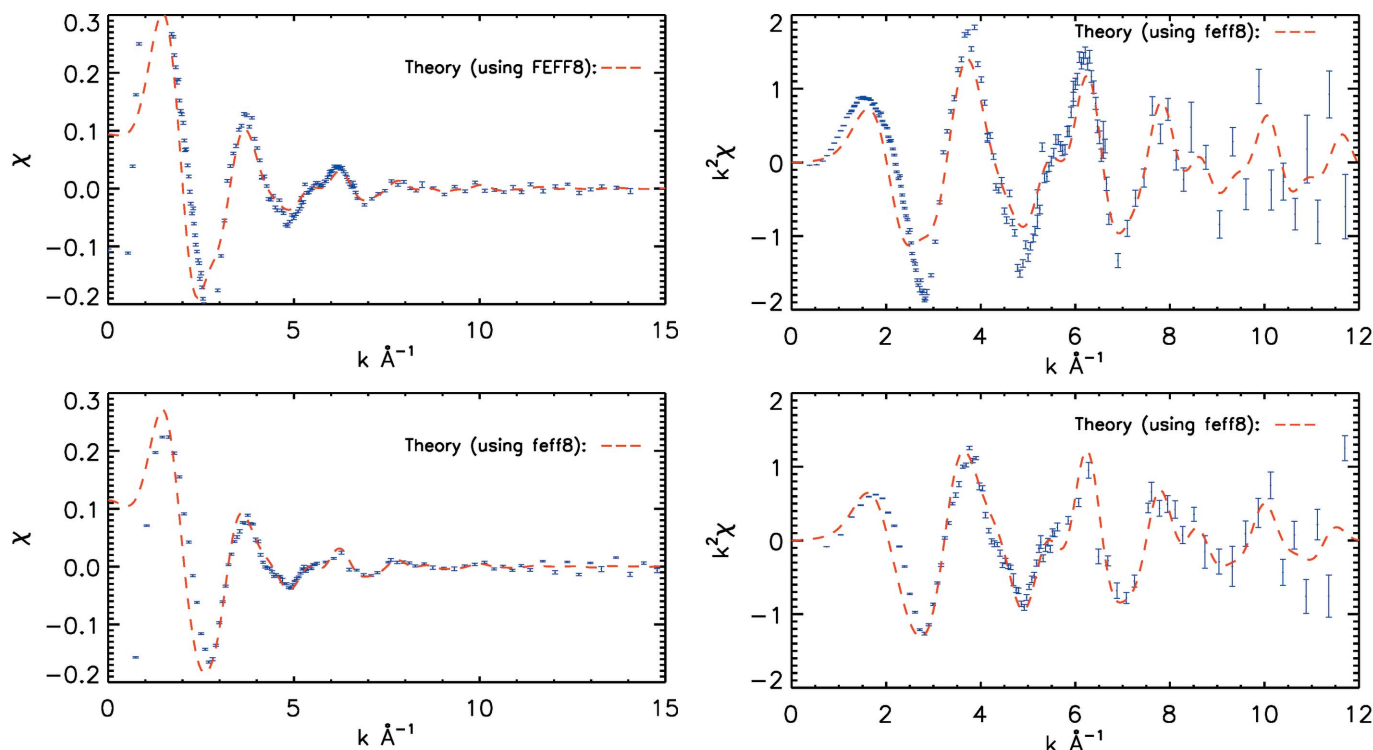 0.3
0.2
0.1
0.0
−0.1
−0.2
χ
Theory (using FEFF8):
0 5 10 15
k Å⁻¹
2
1
0
−1
−2
k²χ
Theory (using feff8):
0 2 4 6 8 10 12
k Å⁻¹
0.3
0.2
0.1
0.0
−0.1
−0.2
χ
Theory (using feff8):
0 5 10 15
k Å⁻¹
2
1
0
−1
−2
k²χ
Theory (using feff8):
0 2 4 6 8 10 12
k Å⁻¹